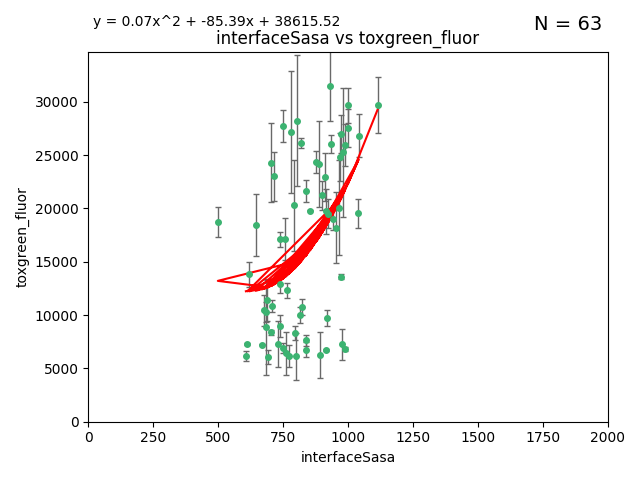 y = 0.07x^2 + -85.39x + 38615.52
N = 63
interfaceSasa vs toxgreen_fluor
30000
25000
20000
15000
10000
5000
0
toxgreen_fluor
0 250 500 750 1000 1250 1500 1750 2000
interfaceSasa